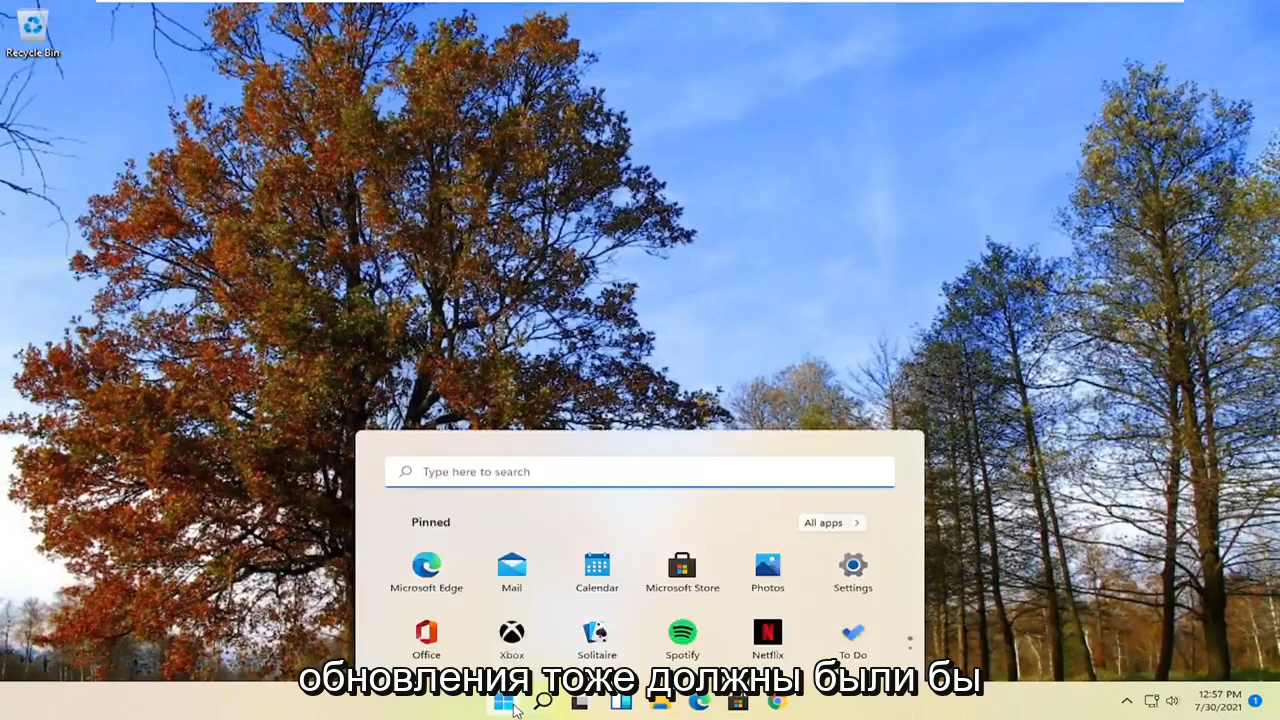 Recycle Bin
Type here to search
Pinned
All apps
Microsoft Edge
Mail
Calendar
Microsoft Store
Photos
Settings
Office
Xbox
Solitaire
Spotify
Netflix
To Do
обновления тоже должны были бы
12:57 PM
7/30/2021
1